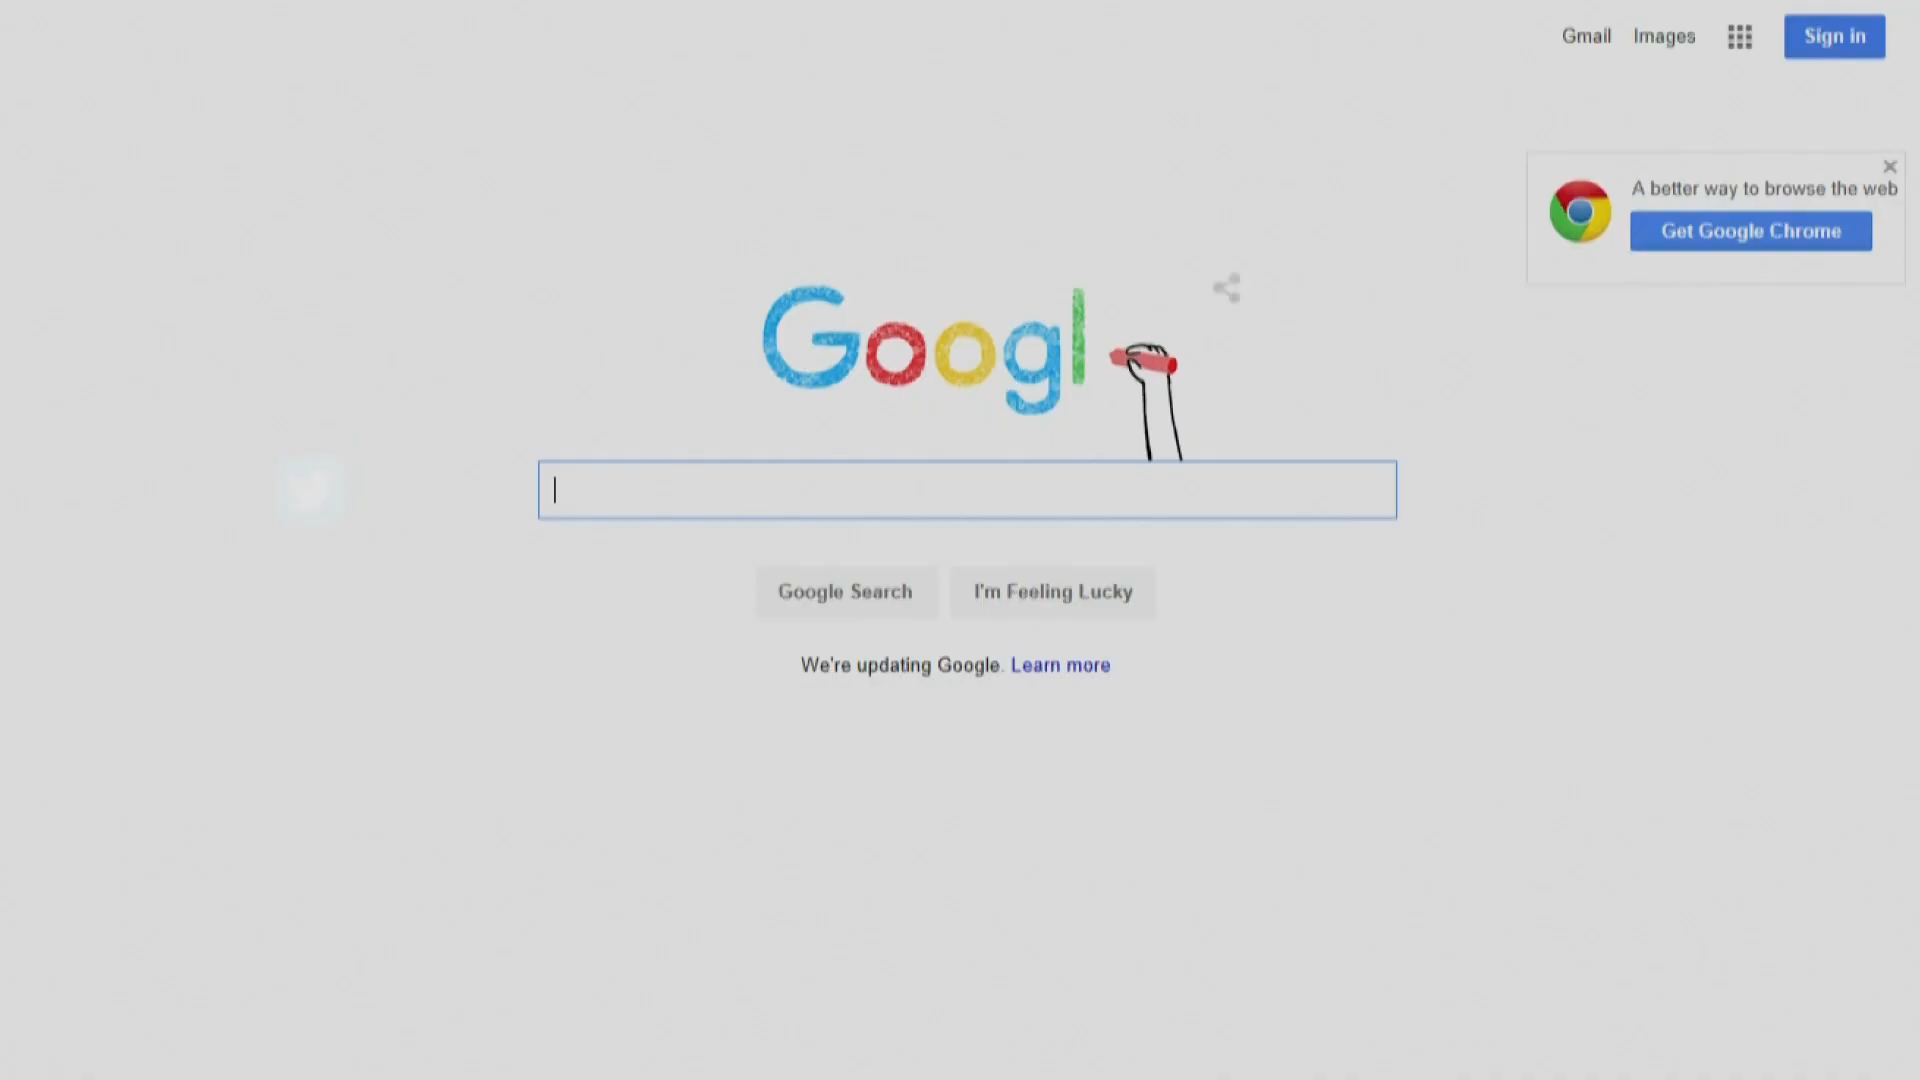 Gmail Images Sign in
A better way to browse the web
Get Google Chrome
Googl
Google Search I'm Feeling Lucky
We're updating Google. Learn more